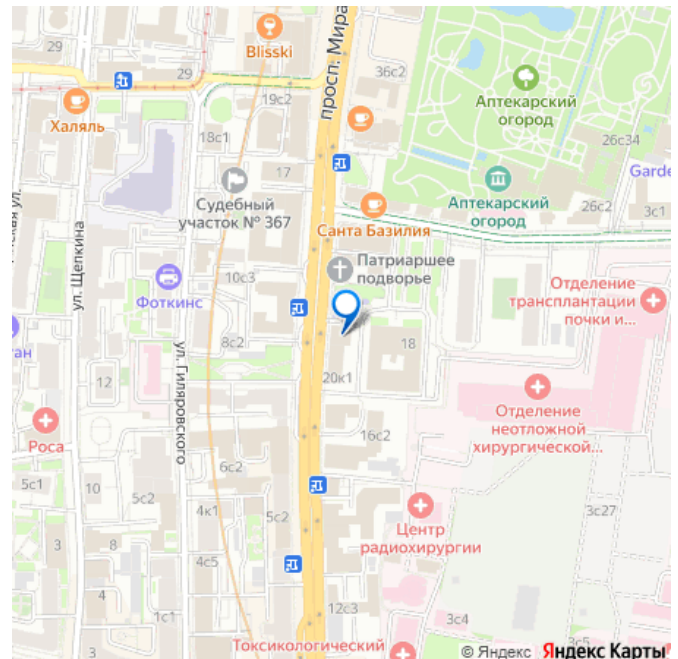 29
29
Blisski
просп. Мира
36с2
Халяль
19с2
Аптекарский
огород
18с1
26с34
17
Garde
Судебный
участок № 367
Аптекарский
огород
26с2
3с1
Санта Базилия
ул. Щепкина
Патриаршее
подворье
10с3
Фоткинс
Отделение
трансплантации
почки и...
8с2
18
ул. Гиляровского
12
20к1
Отделение
неотложной
хирургической...
Роса
16с2
6с2
5с1
10
5с2
4к1
5с2
3с27
Центр
радиохирургии
3
8
4с5
4
1с1
12с3
3с4
3с6
Токсикологический
© Яндекс Яндекс Карты